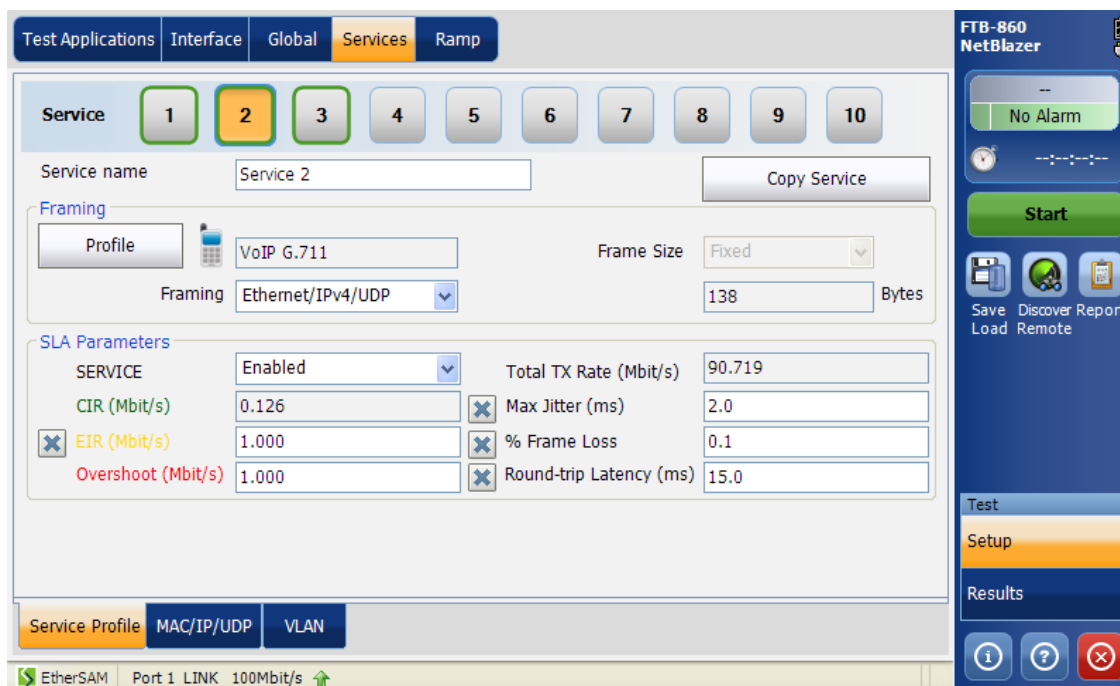 Test Applications Interface Global Services Ramp
FTB-860
NetBlazer
Service 1 2 3 4 5 6 7 8 9 10
--
No Alarm
--:--:--:--
Service name Service 2 Copy Service
Start
Framing
Profile VoIP G.711 Frame Size Fixed
Framing Ethernet/IPv4/UDP 138 Bytes
Save Load Discover Remote Repor
SLA Parameters
SERVICE Enabled Total TX Rate (Mbit/s) 90.719
CIR (Mbit/s) 0.126 Max Jitter (ms) 2.0
EIR (Mbit/s) 1.000 % Frame Loss 0.1
Overshoot (Mbit/s) 1.000 Round-trip Latency (ms) 15.0
Test
Setup
Results
Service Profile MAC/IP/UDP VLAN
EtherSAM Port 1 LINK 100Mbit/s